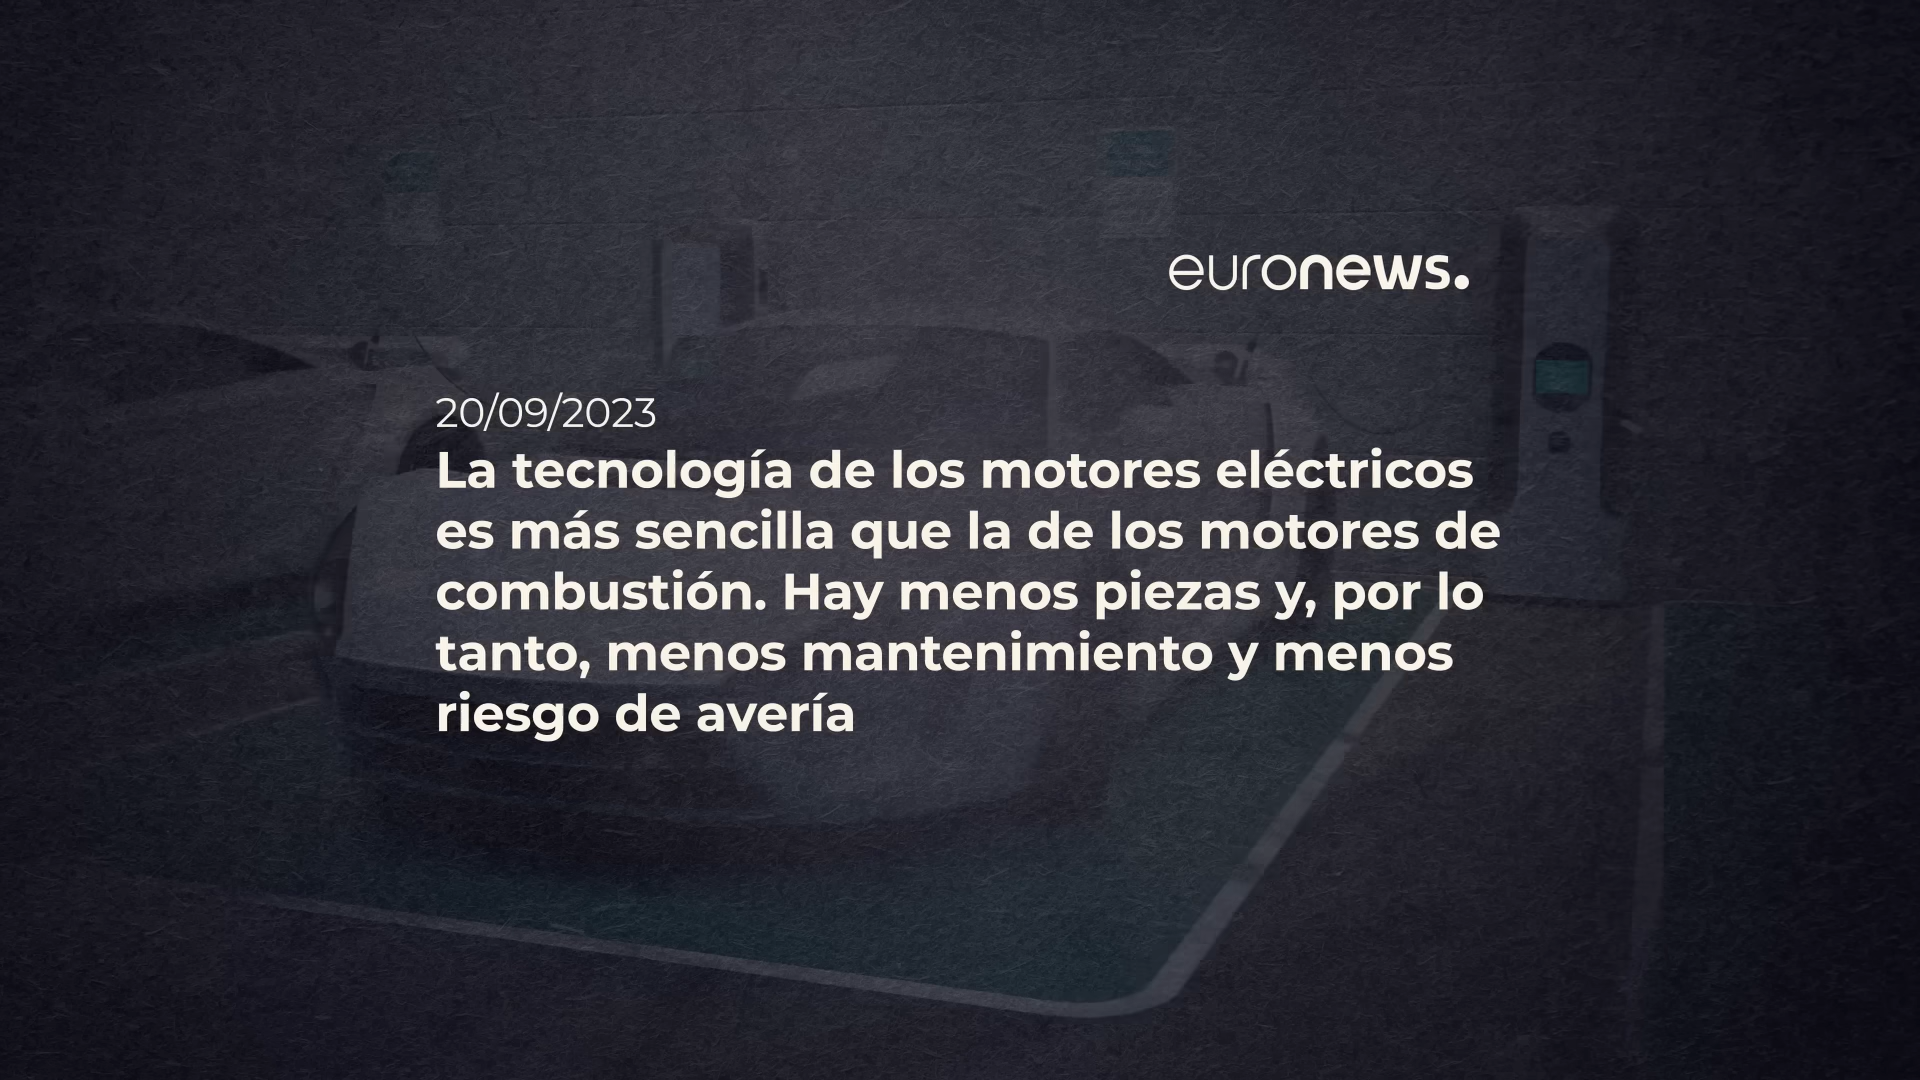 euronews.
20/09/2023
La tecnología de los motores eléctricos
es más sencilla que la de los motores de
combustión. Hay menos piezas y, por lo
tanto, menos mantenimiento y menos
riesgo de avería